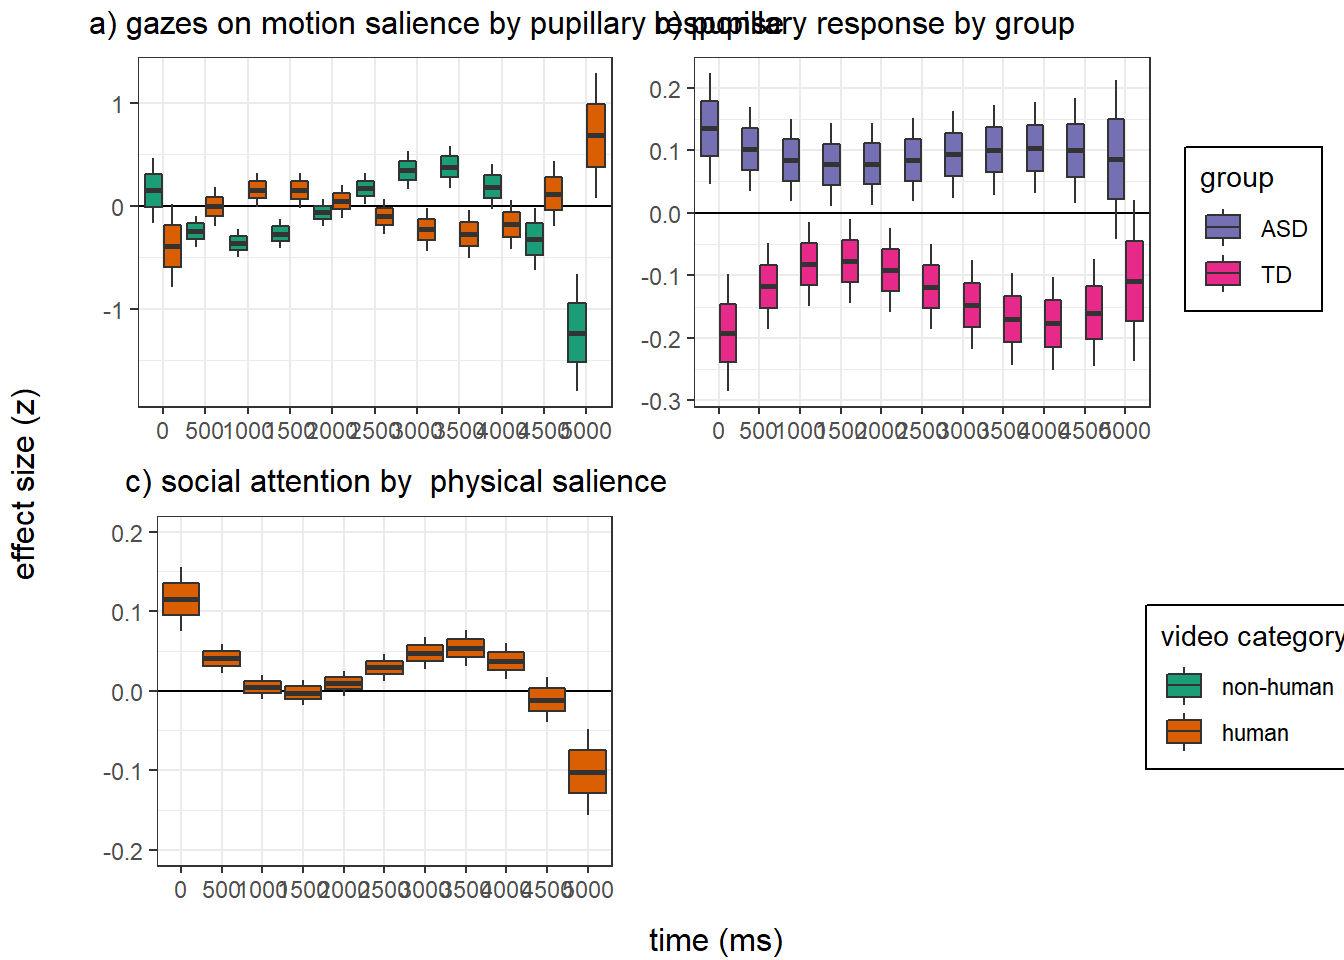 a) gazes on motion salience by pupillary response
b) pupillary response by group
1
0
-1
0 500 1000 1500 2000 2500 3000 3500 4000 4500 5000
0.2
0.1
0.0
-0.1
-0.2
-0.3
0 500 1000 1500 2000 2500 3000 3500 4000 4500 5000
group
ASD
TD
effect size (z)
c) social attention by  physical salience
0.2
0.1
0.0
-0.1
-0.2
0 500 1000 1500 2000 2500 3000 3500 4000 4500 5000
video category
non-human
human
time (ms)